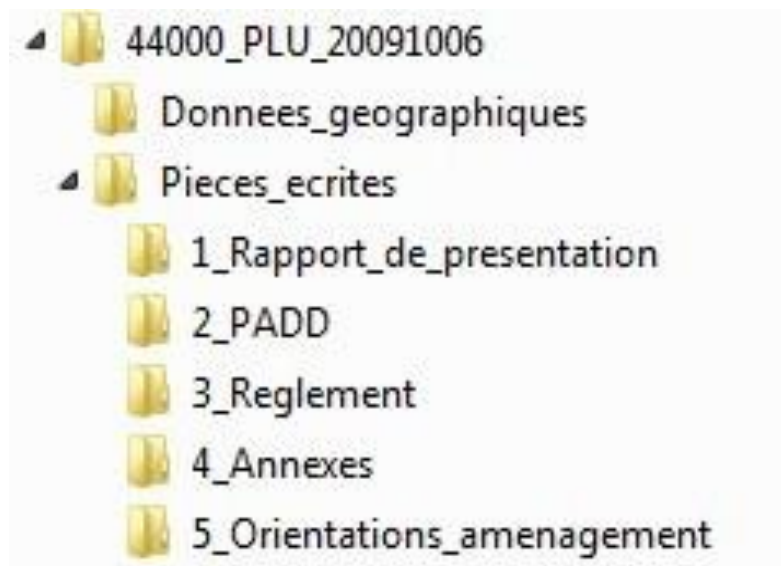 44000_PLU_20091006
Donnees_geographiques
Pieces_ecrites
1_Rapport_de_presentation
2_PADD
3_Reglement
4_Annexes
5_Orientations_amenagement